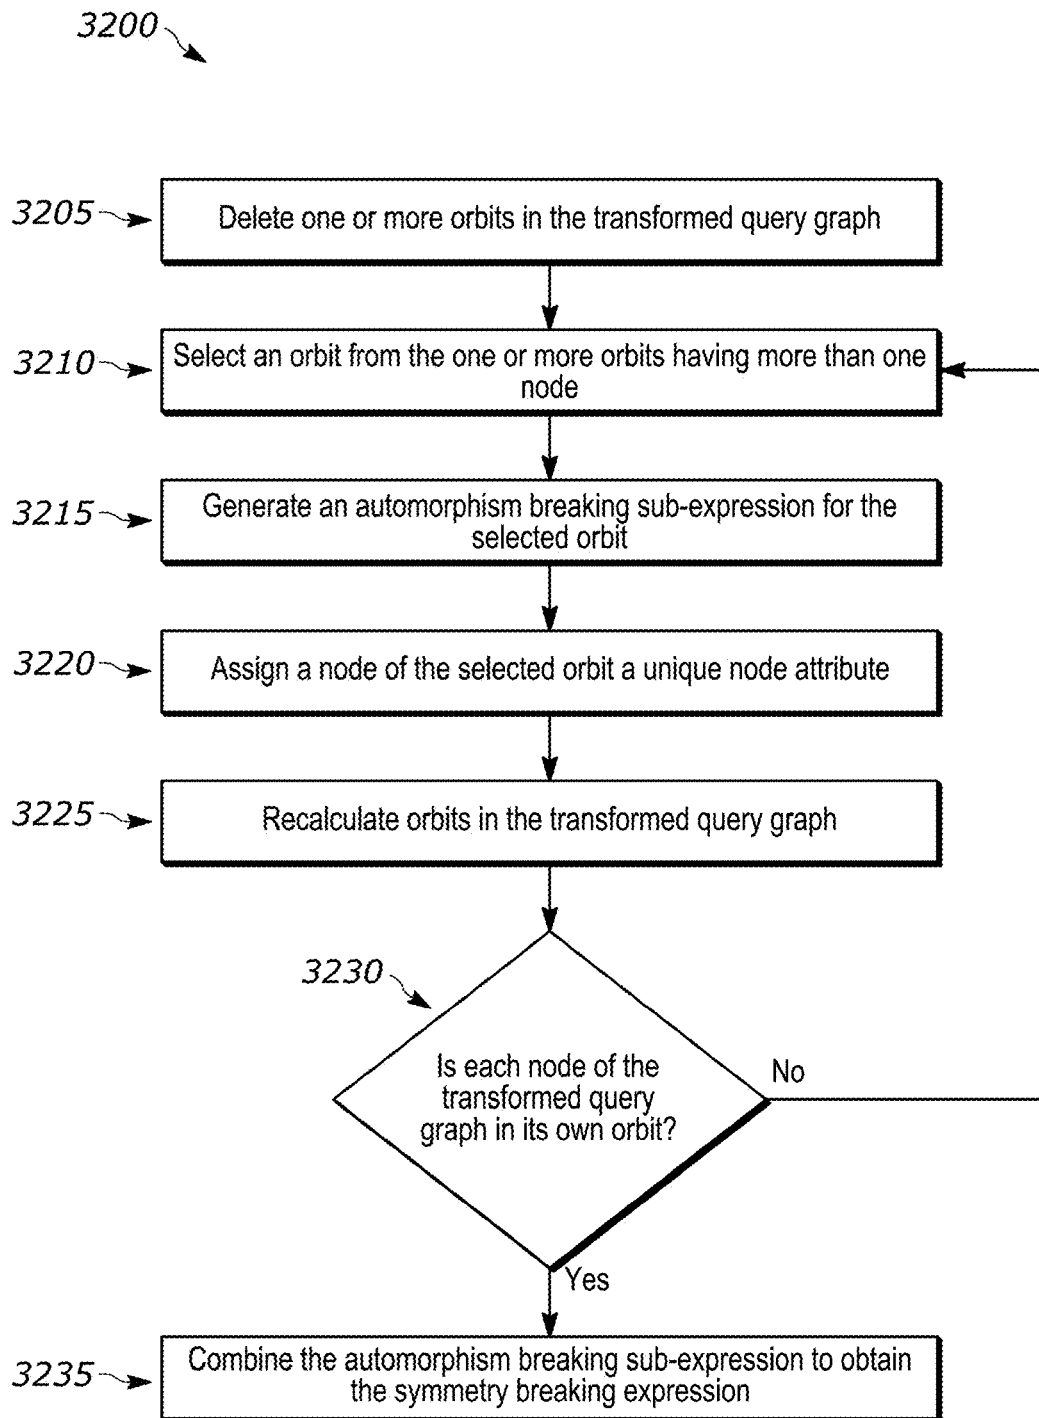 3200
3205
Delete one or more orbits in the transformed query graph
3210
Select an orbit from the one or more orbits having more than one
node
3215
Generate an automorphism breaking sub-expression for the
selected orbit
3220
Assign a node of the selected orbit a unique node attribute
3225
Recalculate orbits in the transformed query graph
3230
Is each node of the
transformed query
graph in its own orbit?
No
Yes
3235
Combine the automorphism breaking sub-expression to obtain
the symmetry breaking expression